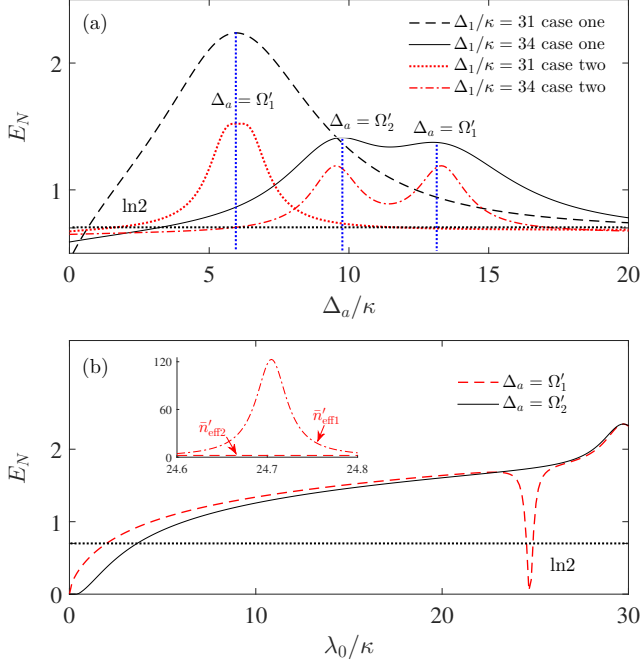 (a)
Δ₁/κ = 31 case one
Δ₁/κ = 34 case one
Δ₁/κ = 31 case two
Δ₁/κ = 34 case two
2
1
E_N
Δₐ = Ω′₁
Δₐ = Ω′₂
Δₐ = Ω′₁
ln2
0 5 10 15 20
Δₐ/κ
(b)
Δₐ = Ω′₁
Δₐ = Ω′₂
120
60
0
n̄′eff2
n̄′eff1
24.6 24.7 24.8
2
1
0
E_N
ln2
0 10 20 30
λ₀/κ